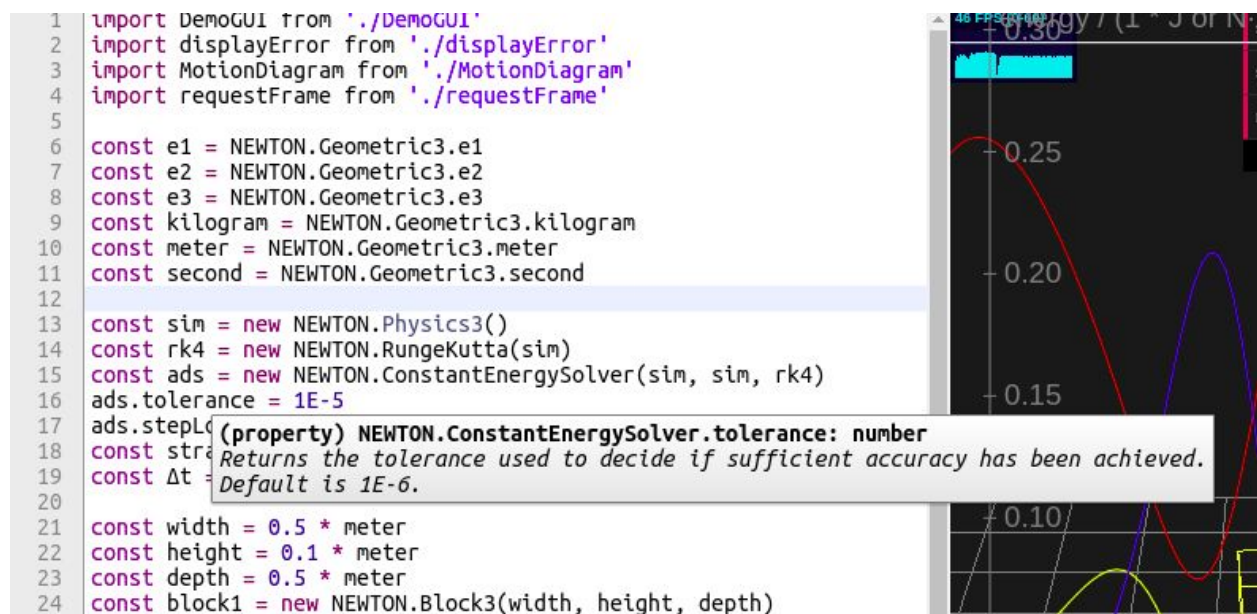 1 import DemoGUI from './DemoGUI'
2 import displayError from './displayError'
3 import MotionDiagram from './MotionDiagram'
4 import requestFrame from './requestFrame'
5
6 const e1 = NEWTON.Geometric3.e1
7 const e2 = NEWTON.Geometric3.e2
8 const e3 = NEWTON.Geometric3.e3
9 const kilogram = NEWTON.Geometric3.kilogram
10 const meter = NEWTON.Geometric3.meter
11 const second = NEWTON.Geometric3.second
12
13 const sim = new NEWTON.Physics3()
14 const rk4 = new NEWTON.RungeKutta(sim)
15 const ads = new NEWTON.ConstantEnergySolver(sim, sim, rk4)
16 ads.tolerance = 1E-5
17 ads.stepL
18 const stra
19 const Δt =
(property) NEWTON.ConstantEnergySolver.tolerance: number
Returns the tolerance used to decide if sufficient accuracy has been achieved.
Default is 1E-6.
20
21 const width = 0.5 * meter
22 const height = 0.1 * meter
23 const depth = 0.5 * meter
24 const block1 = new NEWTON.Block3(width, height, depth)
46 FPS
/ (1 * J or N
0.30
0.25
0.20
0.15
0.10